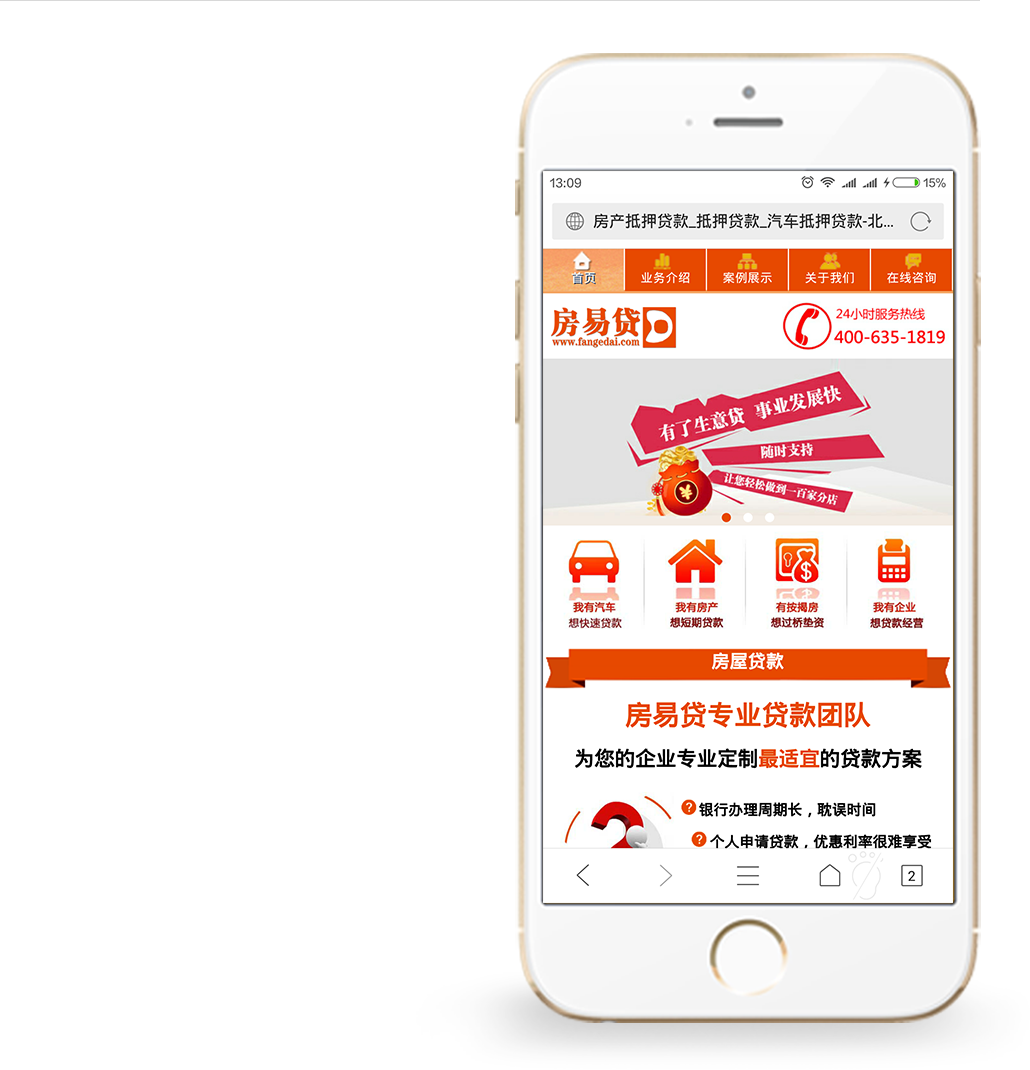 13:09
15%
房产抵押贷款_抵押贷款_汽车抵押贷款-北...
首页 业务介绍 案例展示 关于我们 在线咨询
房易贷
www.fangedai.com
24小时服务热线
400-635-1819
有了生意贷 事业发展快
随时支持
让您轻松做到一百家分店
我有汽车 我有房产 有按揭房 我有企业
想快速贷款 想短期贷款 想过桥垫资 想贷款经营
房屋贷款
房易贷专业贷款团队
为您的企业专业定制最适宜的贷款方案
? 银行办理周期长，耽误时间
? 个人申请贷款，优惠利率很难享受
2